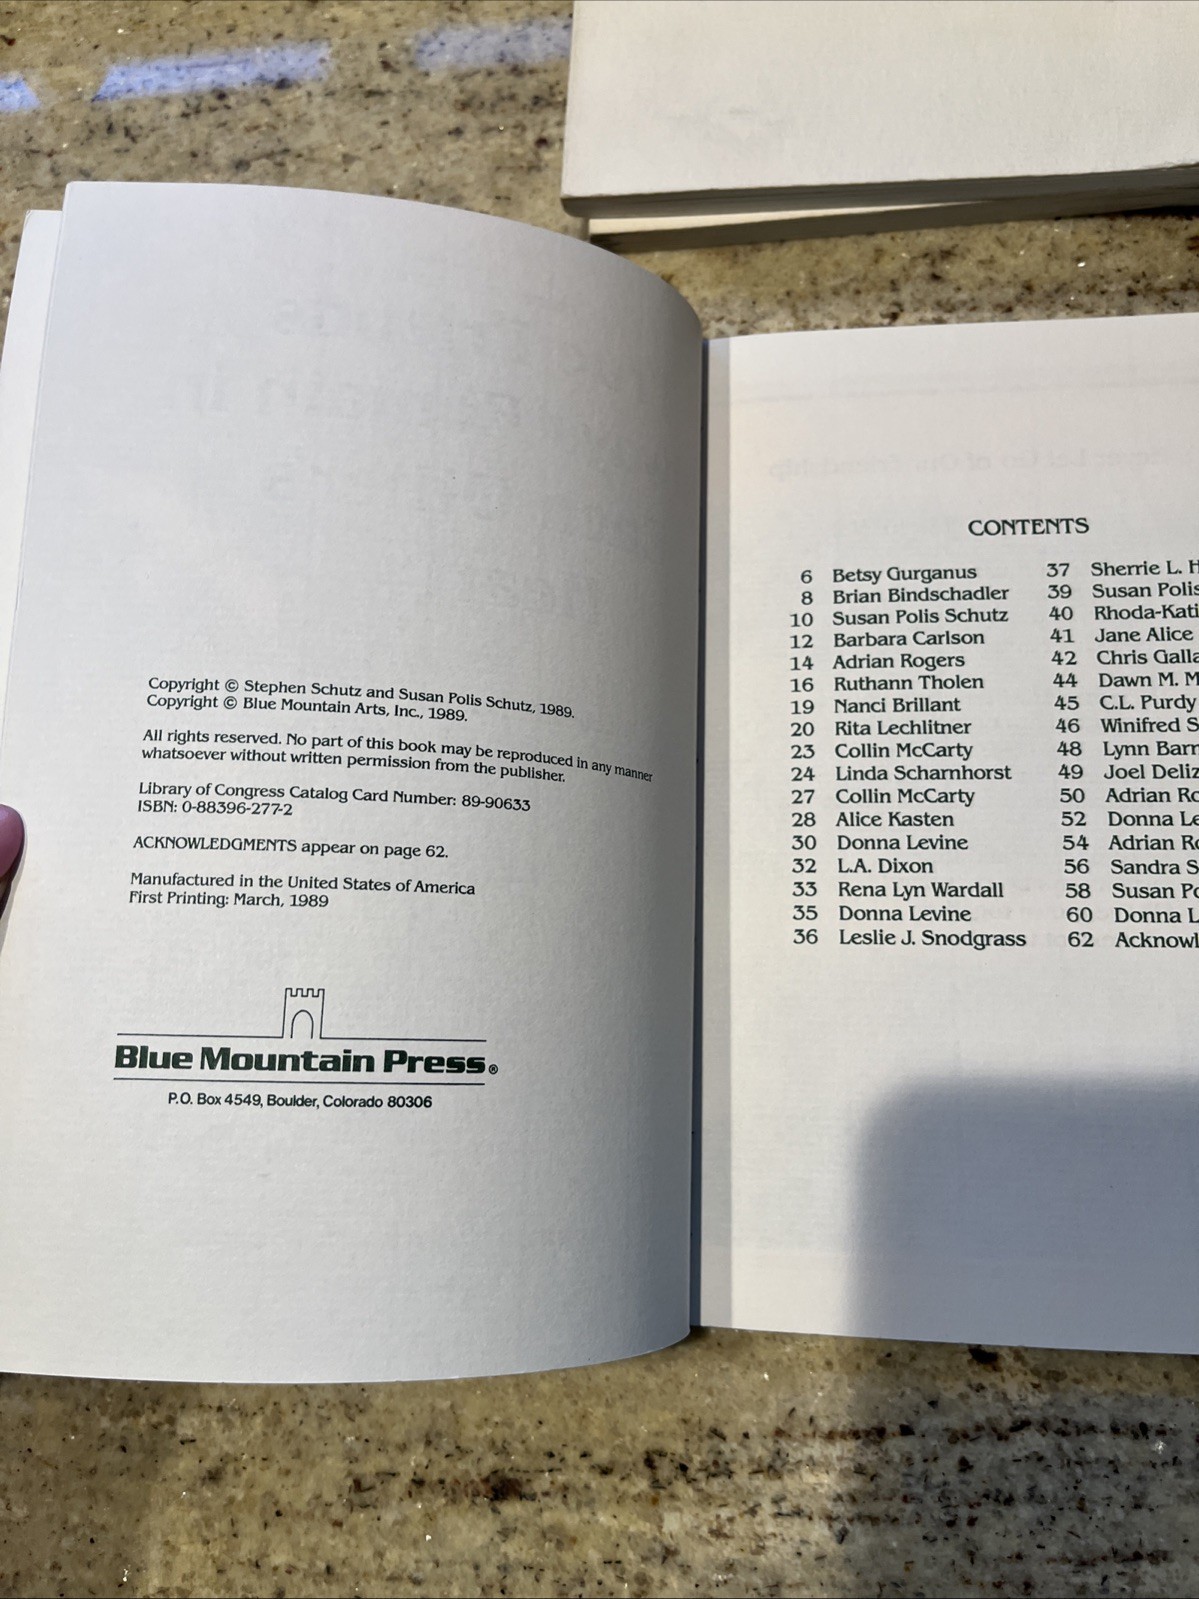 Copyright © Stephen Schutz and Susan Polis Schutz, 1989.
Copyright © Blue Mountain Arts, Inc., 1989.
All rights reserved. No part of this book may be reproduced in any manner
whatsoever without written permission from the publisher.
Library of Congress Catalog Card Number: 89-90633
ISBN: 0-88396-277-2
ACKNOWLEDGMENTS appear on page 62.
Manufactured in the United States of America
First Printing: March, 1989
Blue Mountain Press®
P.O. Box 4549, Boulder, Colorado 80306
CONTENTS
6 Betsy Gurganus
8 Brian Bindschadler
10 Susan Polis Schutz
12 Barbara Carlson
14 Adrian Rogers
16 Ruthann Tholen
19 Nanci Brillant
20 Rita Lechlitner
23 Collin McCarty
24 Linda Scharnhorst
27 Collin McCarty
28 Alice Kasten
30 Donna Levine
32 L.A. Dixon
33 Rena Lyn Wardall
35 Donna Levine
36 Leslie J. Snodgrass
37 Sherrie L. H
39 Susan Polis
40 Rhoda-Kati
41 Jane Alice
42 Chris Galla
44 Dawn M. M
45 C.L. Purdy
46 Winifred S
48 Lynn Barn
49 Joel Deliz
50 Adrian Ro
52 Donna Le
54 Adrian Ro
56 Sandra S
58 Susan Po
60 Donna L
62 Acknowl